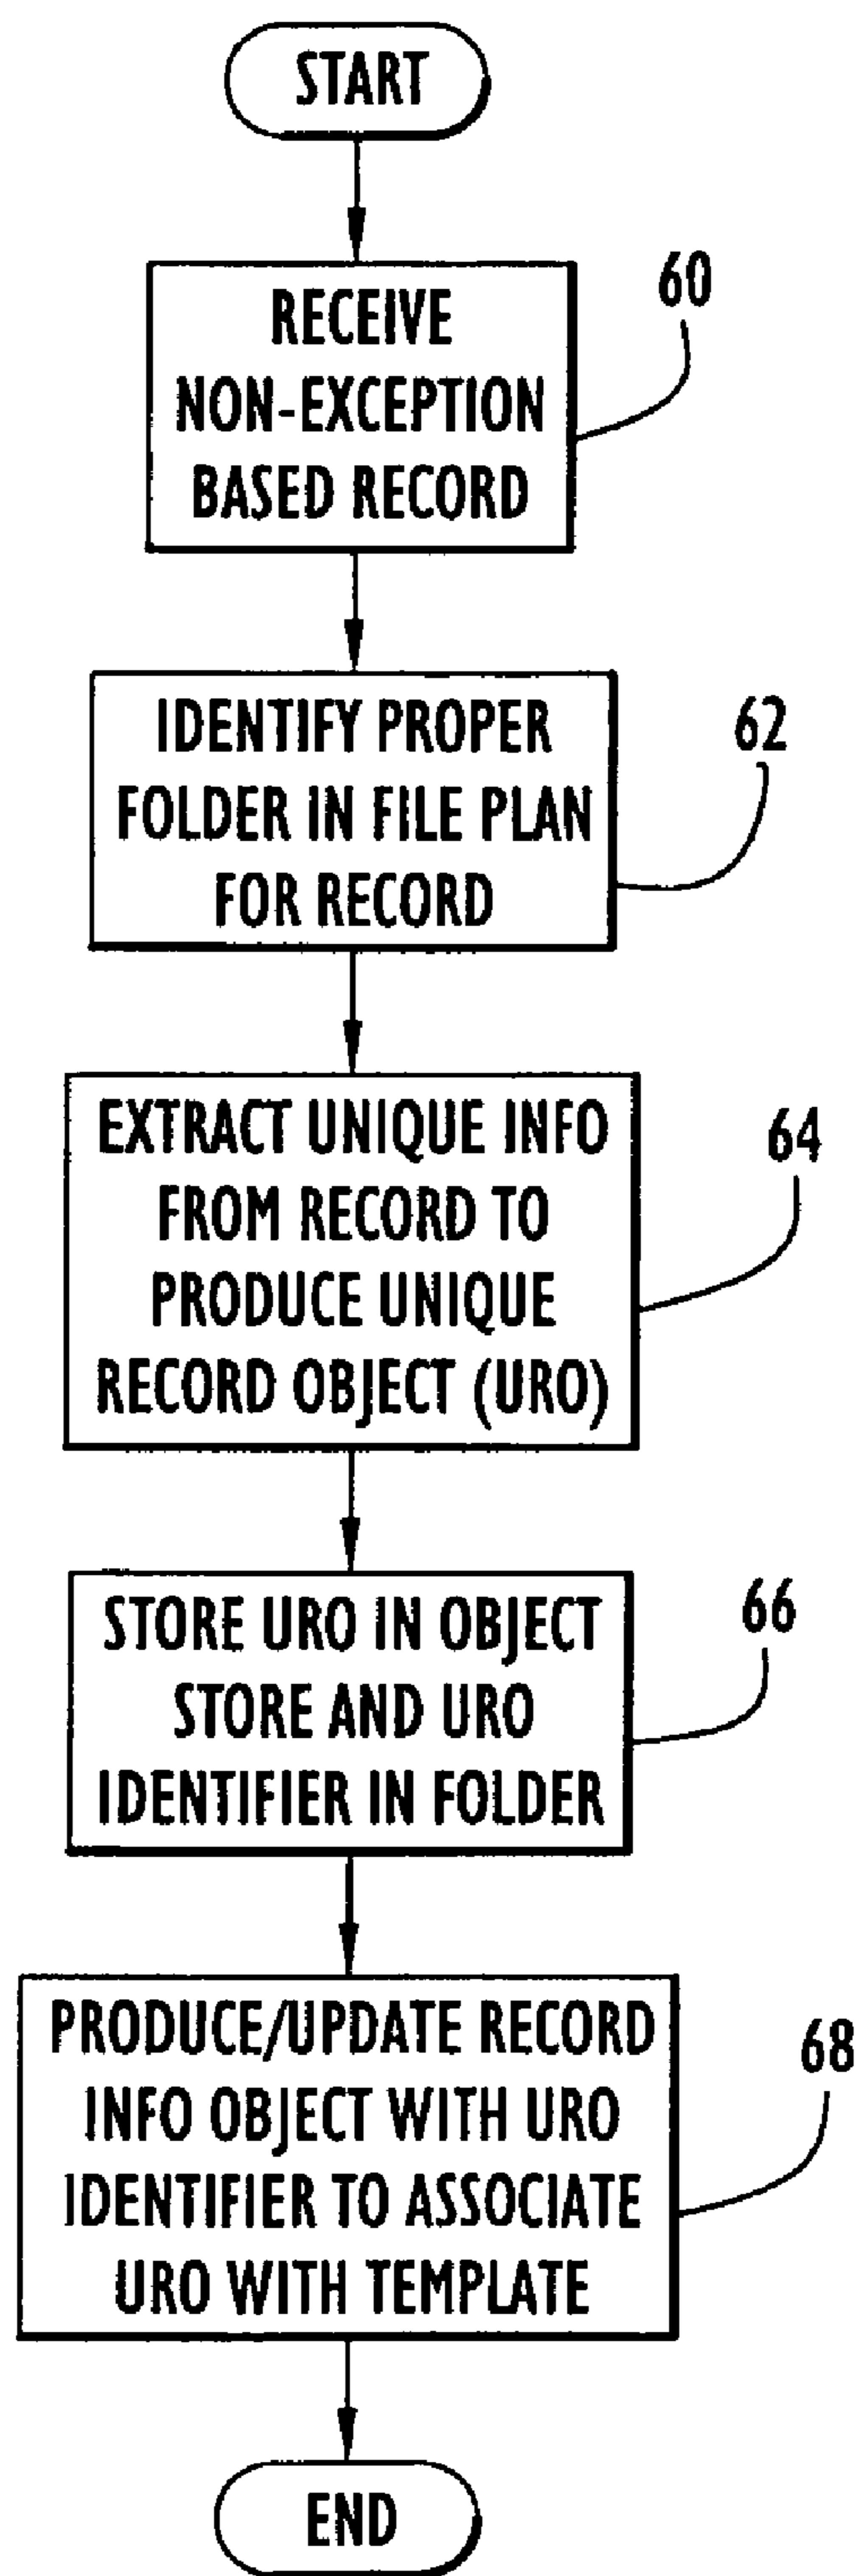 START
RECEIVE
NON-EXCEPTION
BASED RECORD
60
IDENTIFY PROPER
FOLDER IN FILE PLAN
FOR RECORD
62
EXTRACT UNIQUE INFO
FROM RECORD TO
PRODUCE UNIQUE
RECORD OBJECT (URO)
64
STORE URO IN OBJECT
STORE AND URO
IDENTIFIER IN FOLDER
66
PRODUCE/UPDATE RECORD
INFO OBJECT WITH URO
IDENTIFIER TO ASSOCIATE
URO WITH TEMPLATE
68
END